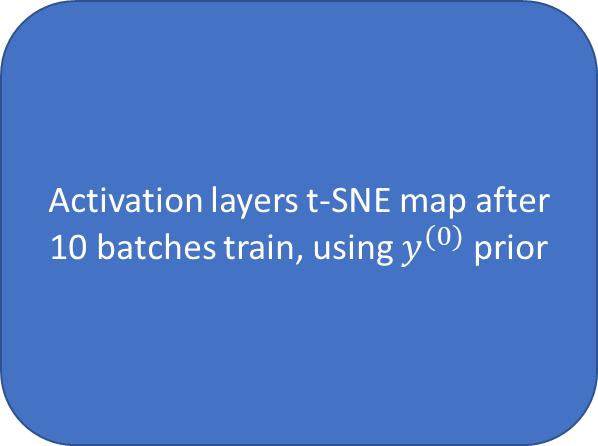 Activation layers t-SNE map after
10 batches train, using 𝑦⁽⁰⁾ prior